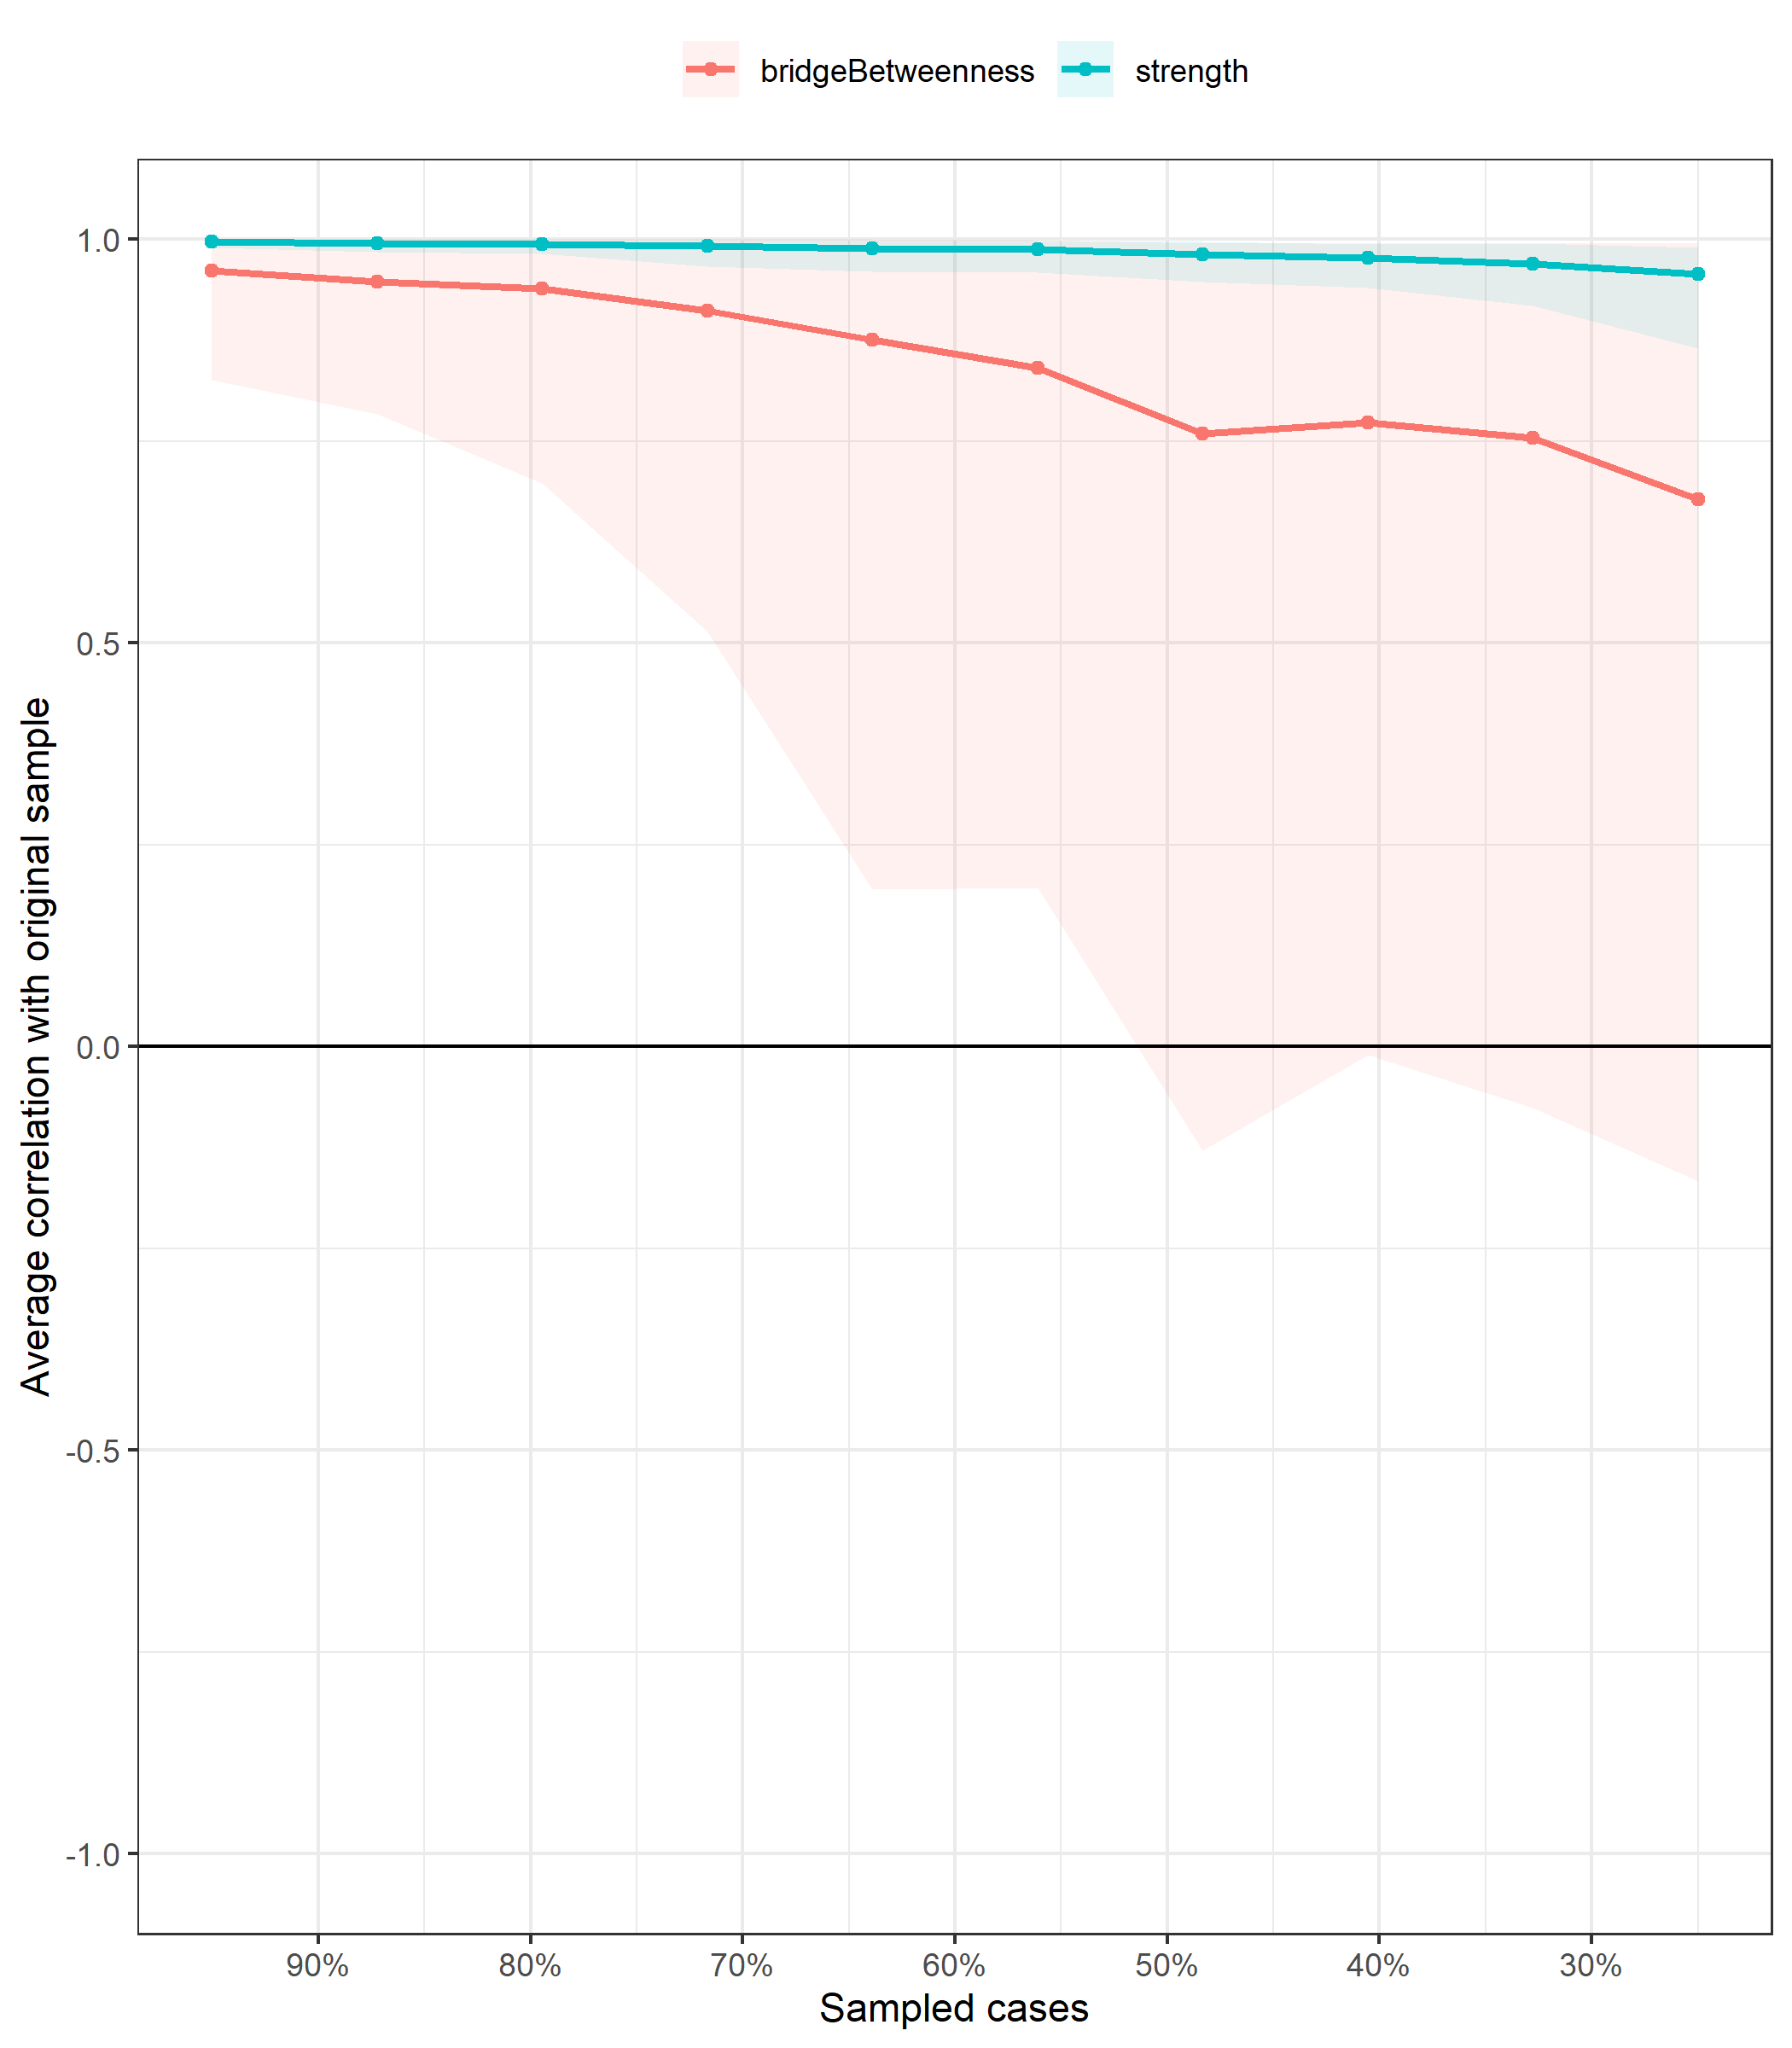 bridgeBetweenness strength
1.0
0.5
0.0
-0.5
-1.0
Average correlation with original sample
90% 80% 70% 60% 50% 40% 30%
Sampled cases